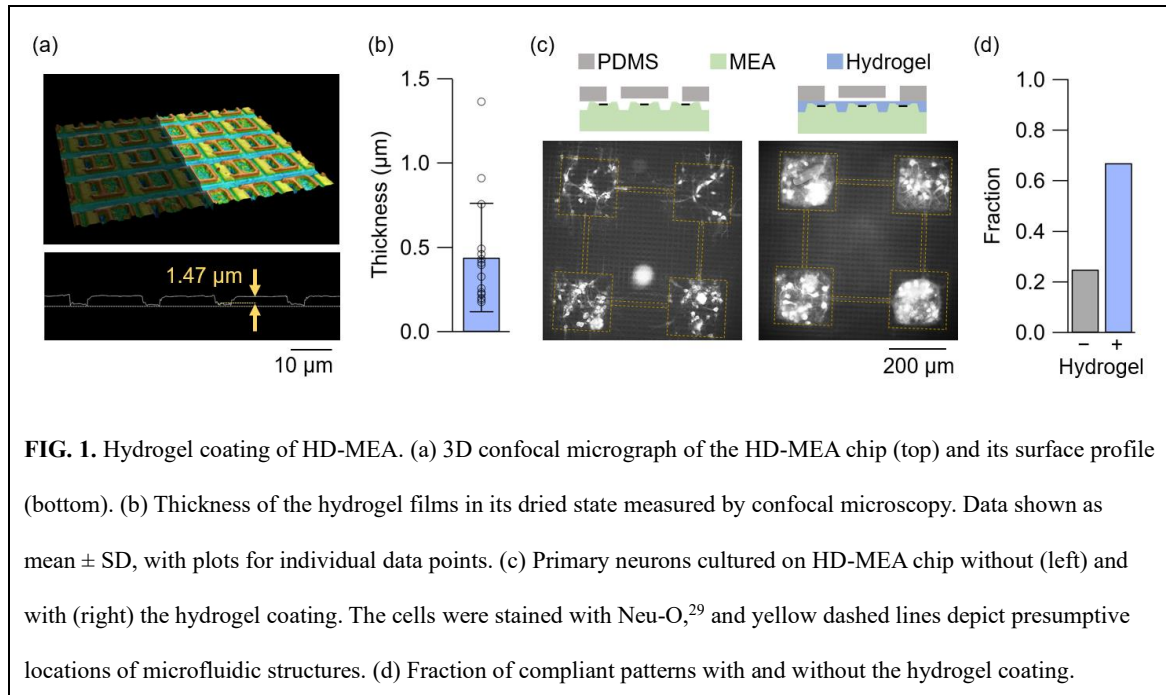 (a)
1.47 μm
10 μm
(b)
Thickness (μm)
1.5
1.0
0.5
0.0
(c)
PDMS MEA Hydrogel
200 μm
(d)
Fraction
1.0
0.8
0.6
0.4
0.2
0.0
− +
Hydrogel
FIG. 1. Hydrogel coating of HD-MEA. (a) 3D confocal micrograph of the HD-MEA chip (top) and its surface profile
(bottom). (b) Thickness of the hydrogel films in its dried state measured by confocal microscopy. Data shown as
mean ± SD, with plots for individual data points. (c) Primary neurons cultured on HD-MEA chip without (left) and
with (right) the hydrogel coating. The cells were stained with Neu-O,²⁹ and yellow dashed lines depict presumptive
locations of microfluidic structures. (d) Fraction of compliant patterns with and without the hydrogel coating.